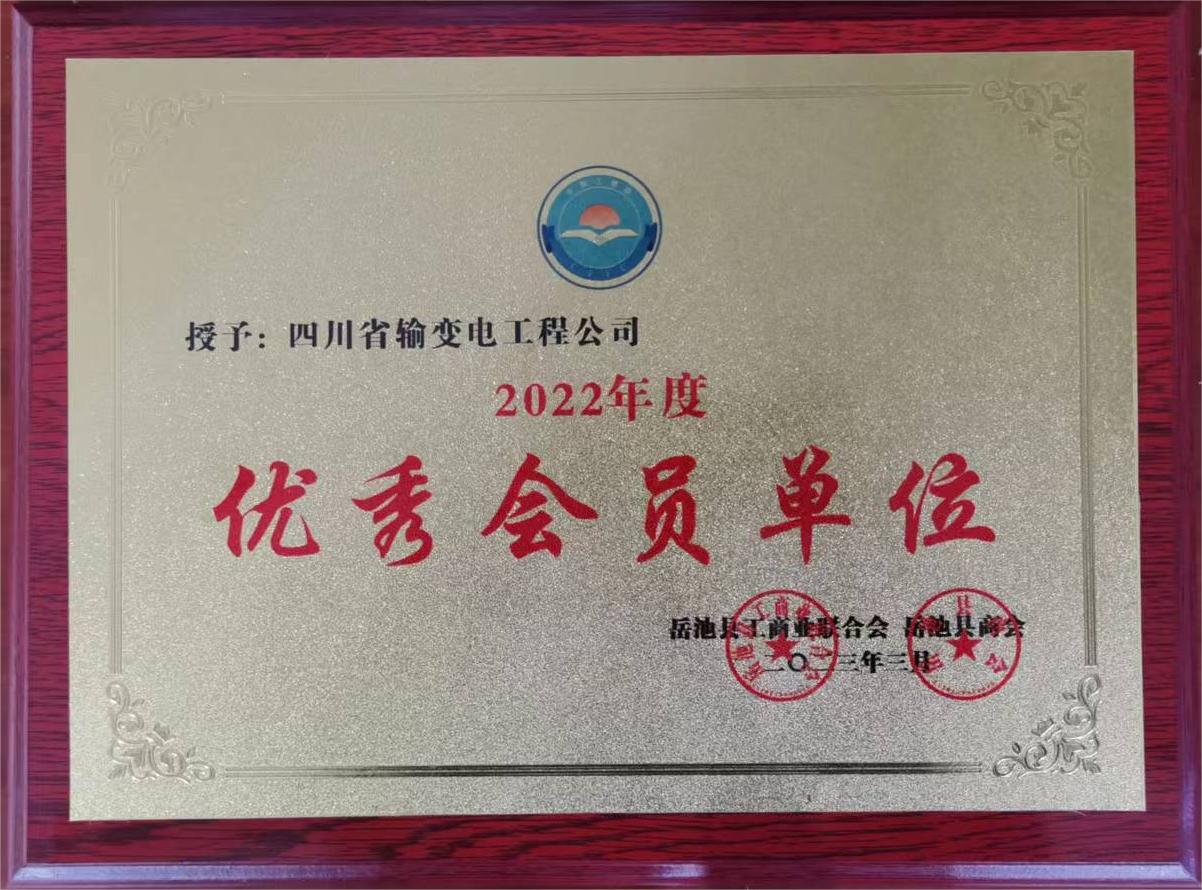 授予：四川省输变电工程公司
2022年度
优秀会员单位
岳池县工商业联合会 岳池县商会
二〇二三年三月